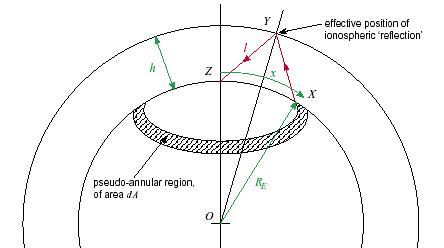 Y
effective position of
ionospheric ‘reflection’
l
h
Z
x
X
pseudo-annular region,
of area dA
R_E
O